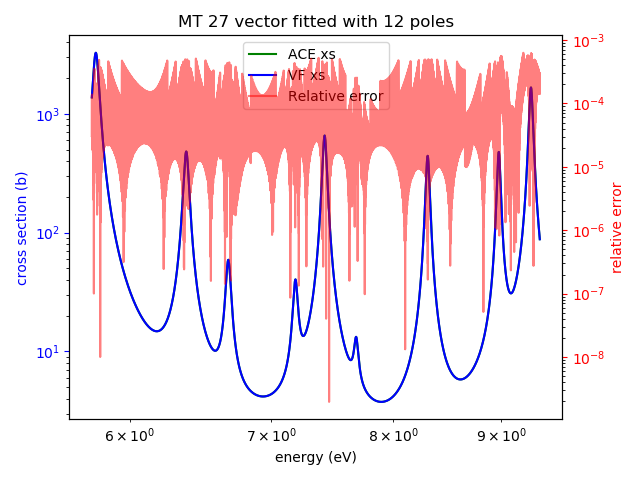 MT 27 vector fitted with 12 poles
ACE xs
VF xs
Relative error
cross section (b)
10³
10²
10¹
relative error
10⁻³
10⁻⁴
10⁻⁵
10⁻⁶
10⁻⁷
10⁻⁸
6 × 10⁰ 7 × 10⁰ 8 × 10⁰ 9 × 10⁰
energy (eV)